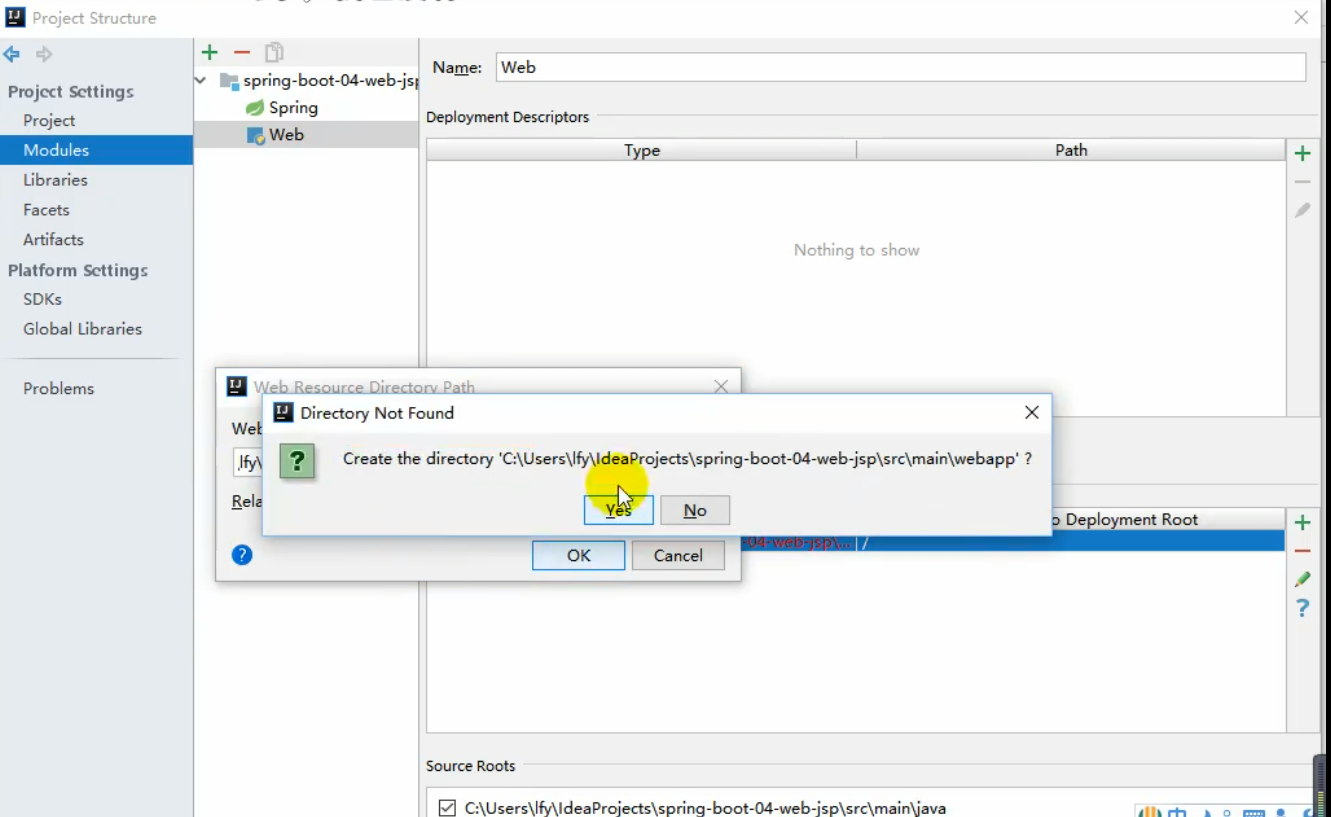 Project Structure
Project Settings
Project
Modules
Libraries
Facets
Artifacts
Platform Settings
SDKs
Global Libraries
Problems
spring-boot-04-web-jsp
Spring
Web
Name: Web
Deployment Descriptors
Type Path
Nothing to show
Web Resource Directory Path
Directory Not Found
Create the directory 'C:\Users\lfy\IdeaProjects\spring-boot-04-web-jsp\src\main\webapp' ?
Yes No
OK Cancel
Deployment Root
-04-web-jsp\... /
Source Roots
C:\Users\lfy\IdeaProjects\spring-boot-04-web-jsp\src\main\java
中